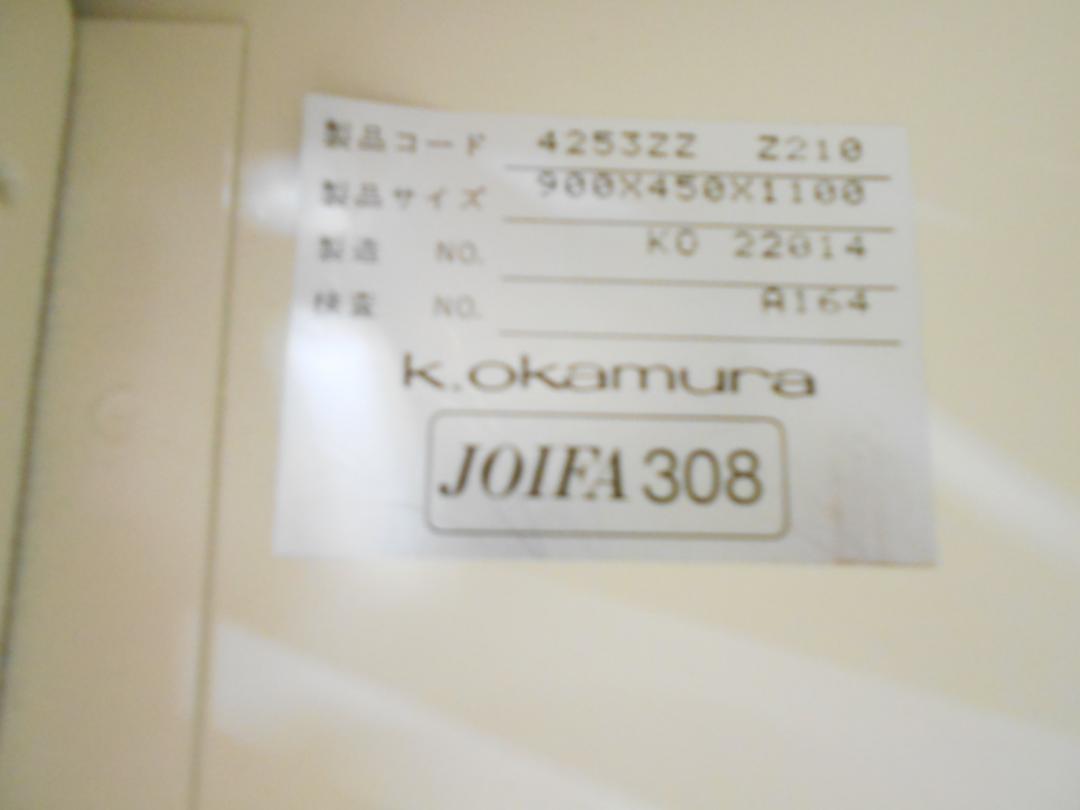 製品コード 4253ZZ Z210
製品サイズ 900X450X1100
製造 NO. KO 22014
検査 NO. A164
k.okamura
JOIFA 308